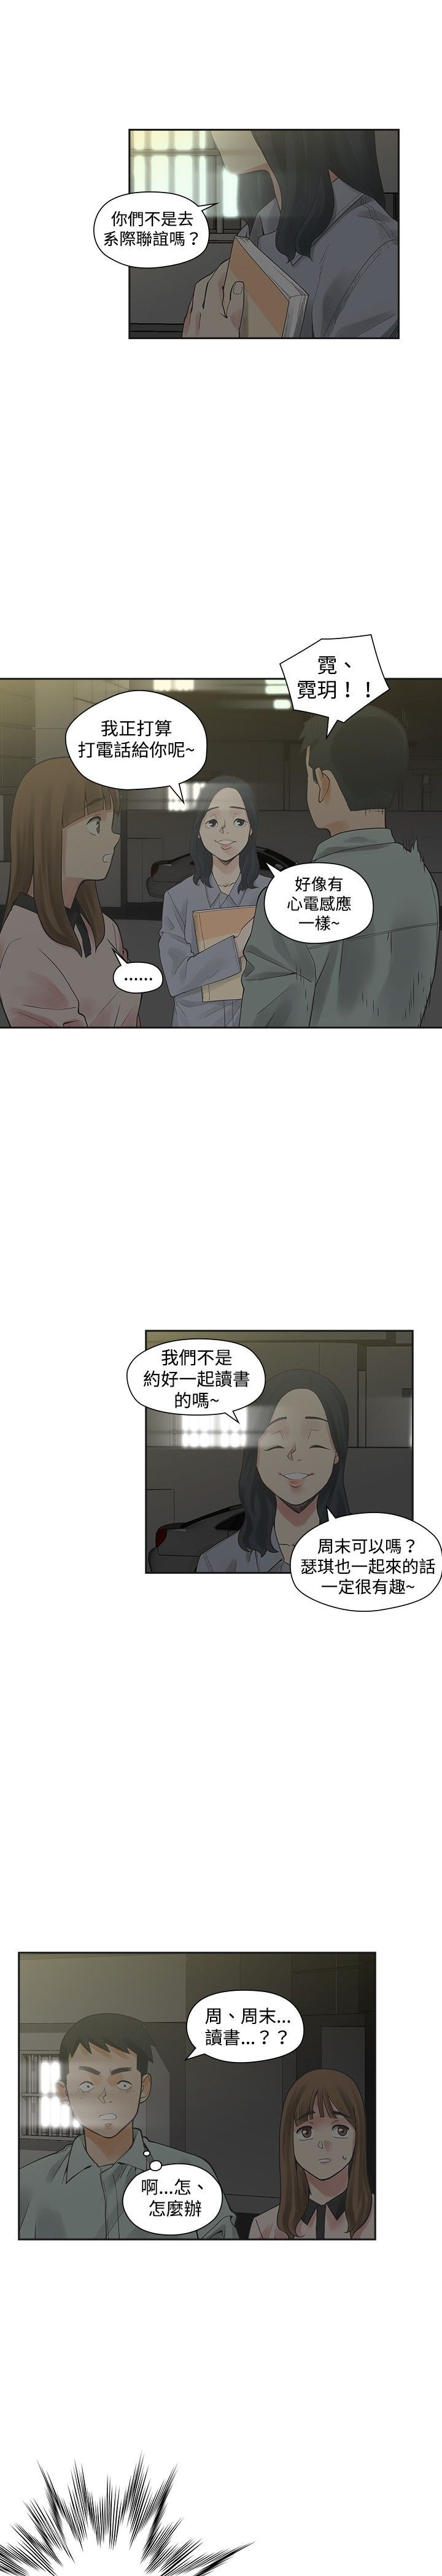 你們不是去
系際聯誼嗎？
霓、
霓玥！！
我正打算
打電話給你呢~
好像有
心電感應
一樣~
......
我們不是
約好一起讀書
的嗎~
周末可以嗎？
瑟琪也一起來的話
一定很有趣~
周、周末...
讀書...？？
啊...怎、
怎麼辦